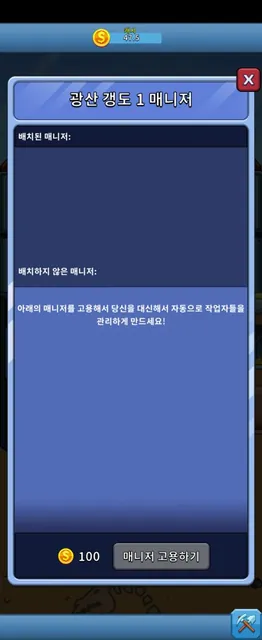 47.5
광산 갱도 1 매니저
배치된 매니저:
배치하지 않은 매니저:
아래의 매니저를 고용해서 당신을 대신해서 자동으로 작업자들을
관리하게 만드세요!
100 매니저 고용하기